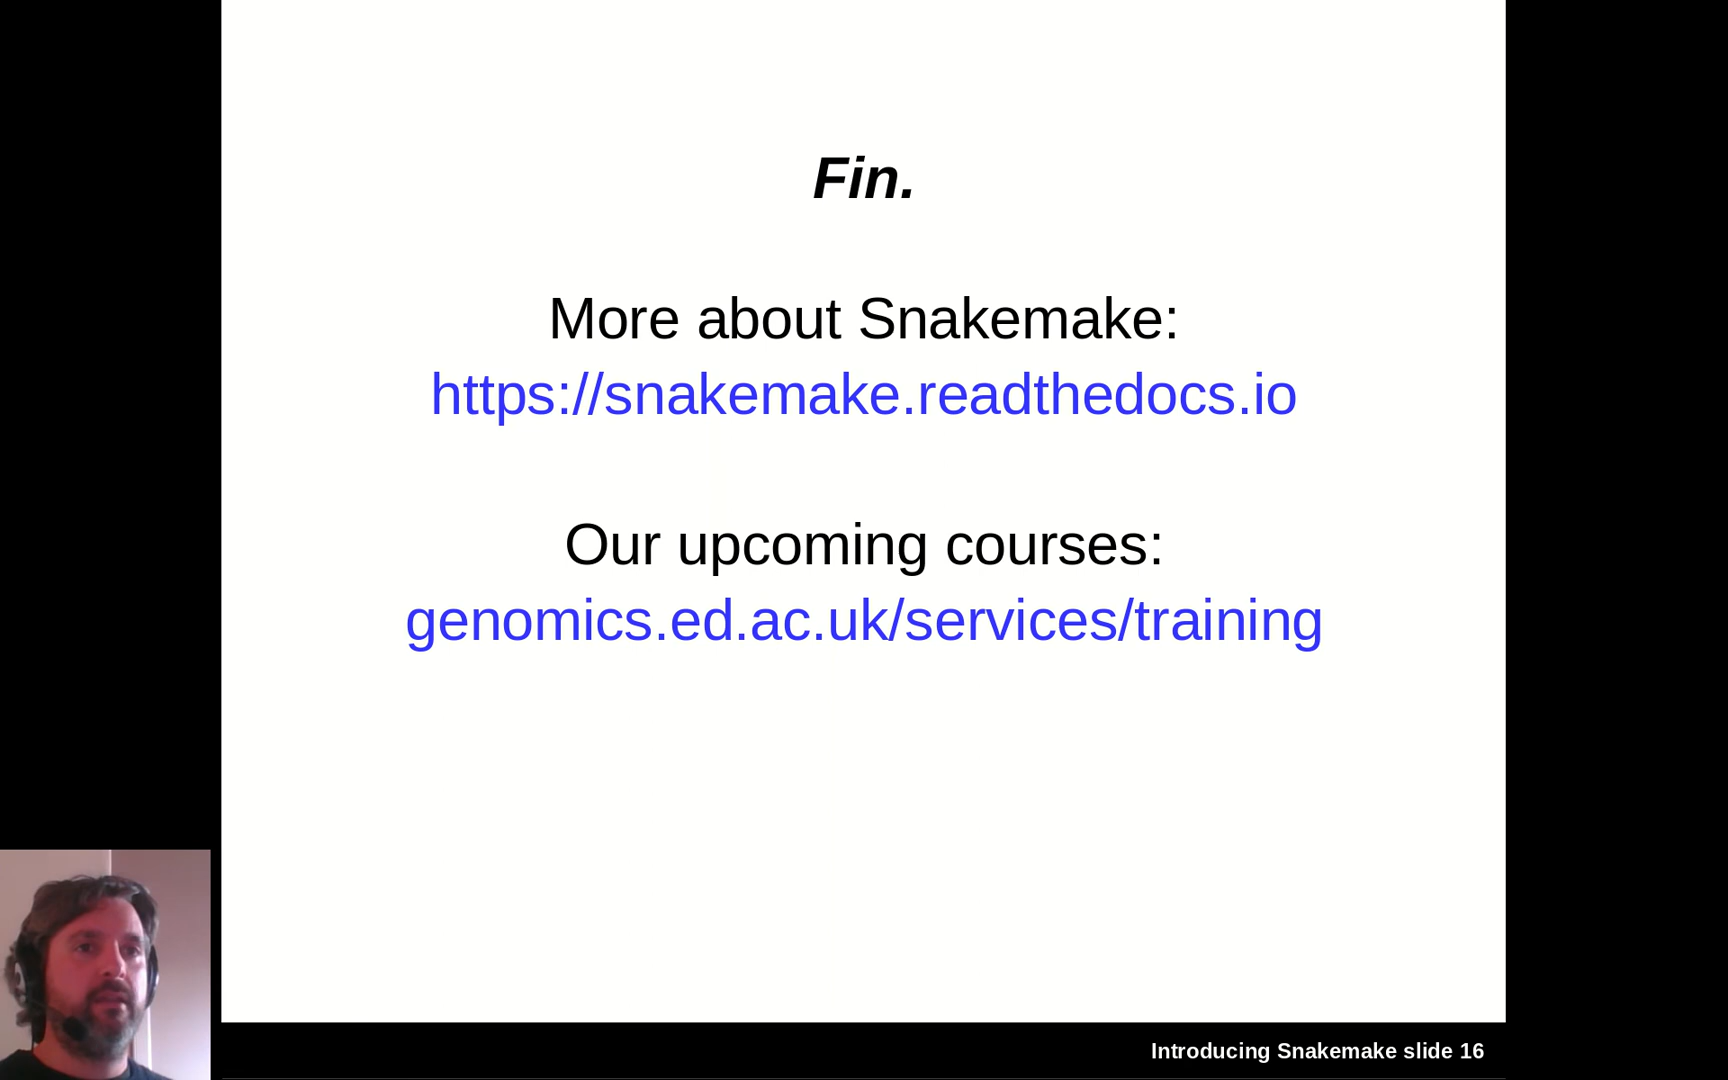 Fin.
More about Snakemake:
https://snakemake.readthedocs.io
Our upcoming courses:
genomics.ed.ac.uk/services/training
Introducing Snakemake slide 16